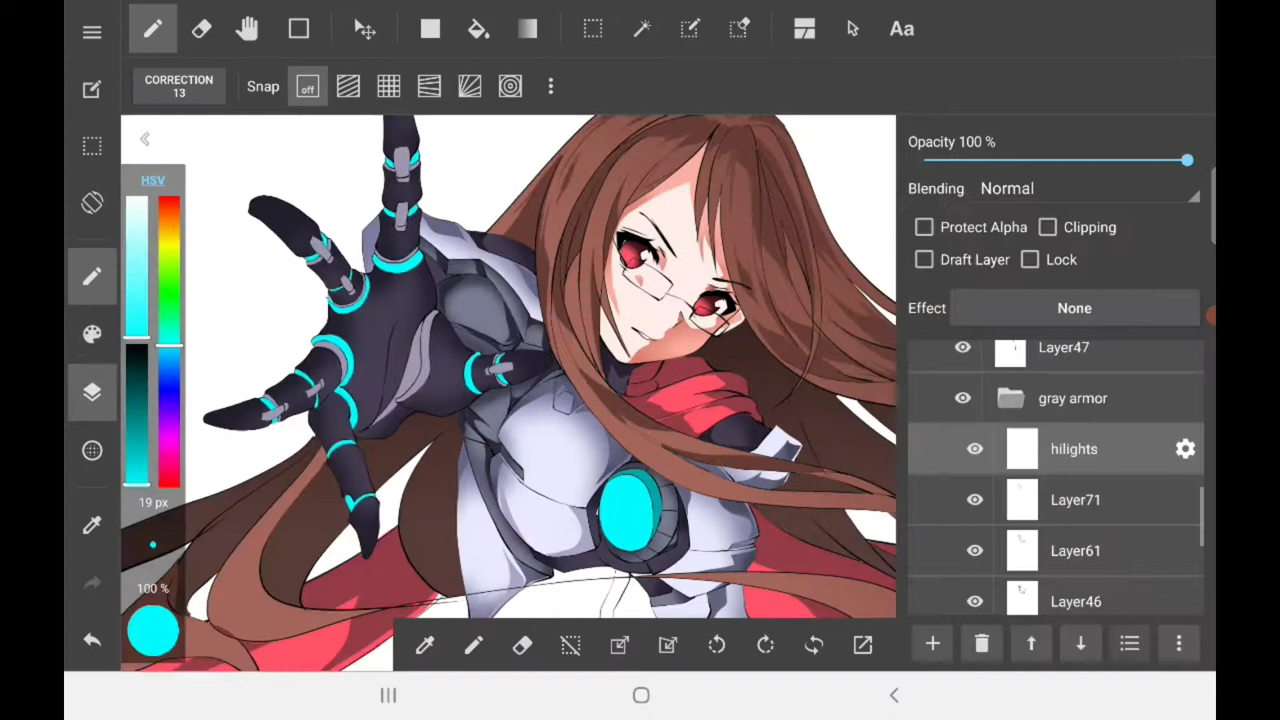 Aa
CORRECTION
13
Snap
off
HSV
19 px
100 %
Opacity 100 %
Blending Normal
Protect Alpha Clipping
Draft Layer Lock
Effect None
Layer47
gray armor
hilights
Layer71
Layer61
Layer46